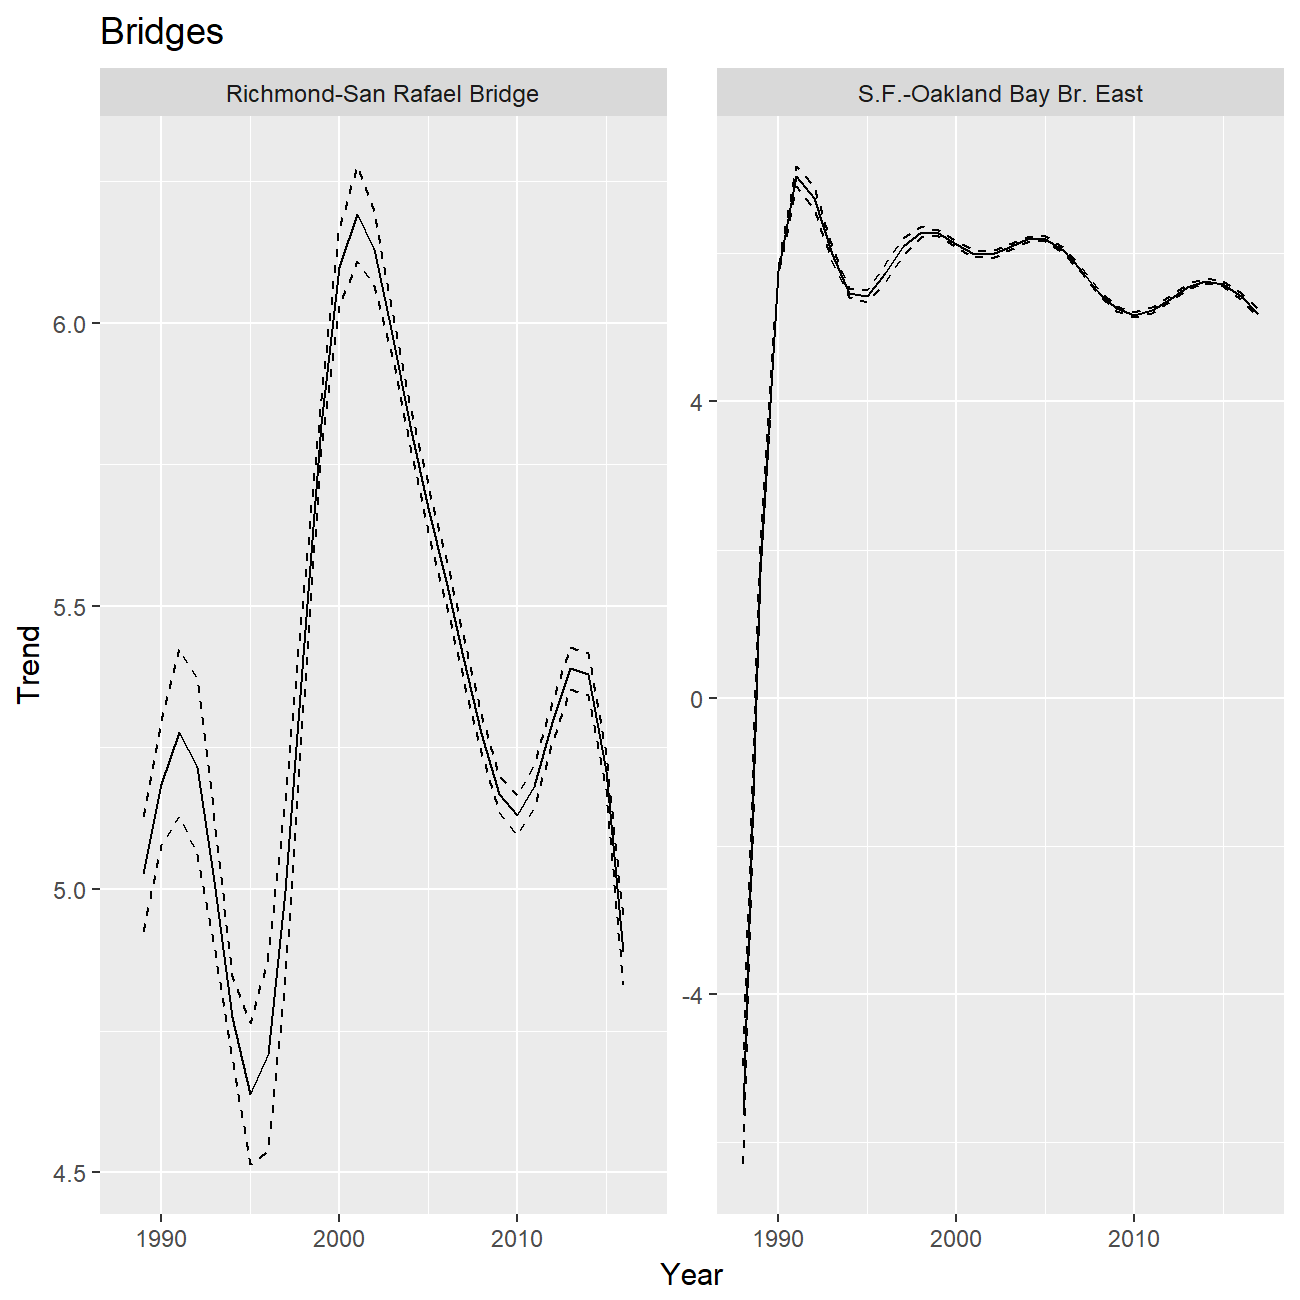 Bridges
Richmond-San Rafael Bridge
S.F.-Oakland Bay Br. East
Trend
6.0
5.5
5.0
4.5
4
0
-4
1990
2000
2010
1990
2000
2010
Year